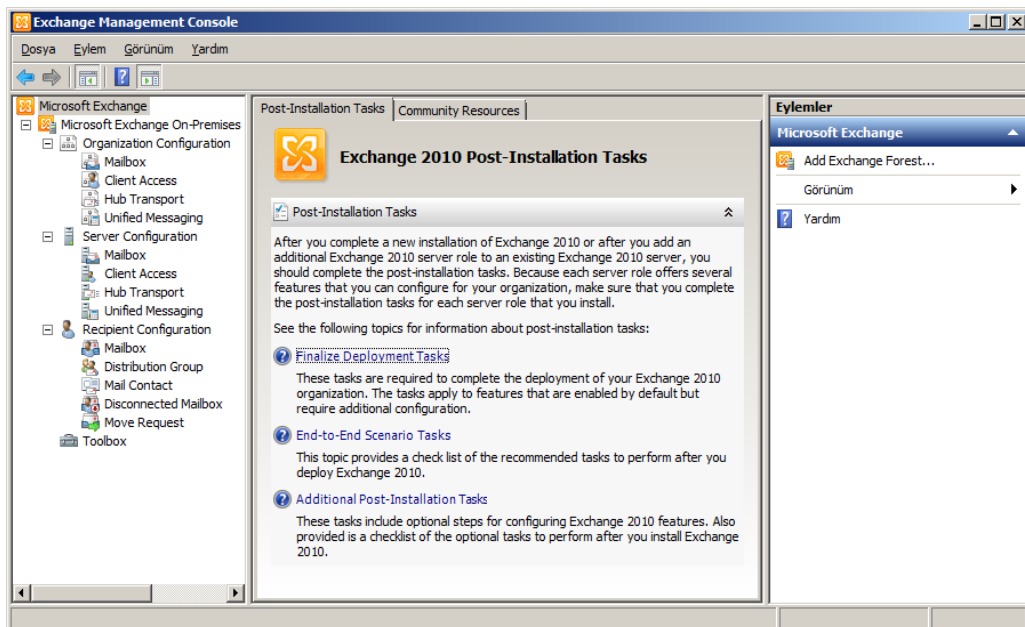 Exchange Management Console
Dosya Eylem Görünüm Yardım
Microsoft Exchange
Microsoft Exchange On-Premises
Organization Configuration
Mailbox
Client Access
Hub Transport
Unified Messaging
Server Configuration
Mailbox
Client Access
Hub Transport
Unified Messaging
Recipient Configuration
Mailbox
Distribution Group
Mail Contact
Disconnected Mailbox
Move Request
Toolbox
Post-Installation Tasks Community Resources
Exchange 2010 Post-Installation Tasks
Post-Installation Tasks
After you complete a new installation of Exchange 2010 or after you add an
additional Exchange 2010 server role to an existing Exchange 2010 server, you
should complete the post-installation tasks. Because each server role offers several
features that you can configure for your organization, make sure that you complete
the post-installation tasks for each server role that you install.
See the following topics for information about post-installation tasks:
Finalize Deployment Tasks
These tasks are required to complete the deployment of your Exchange 2010
organization. The tasks apply to features that are enabled by default but
require additional configuration.
End-to-End Scenario Tasks
This topic provides a check list of the recommended tasks to perform after you
deploy Exchange 2010.
Additional Post-Installation Tasks
These tasks include optional steps for configuring Exchange 2010 features. Also
provided is a checklist of the optional tasks to perform after you install Exchange
2010.
Eylemler
Microsoft Exchange
Add Exchange Forest...
Görünüm
Yardım